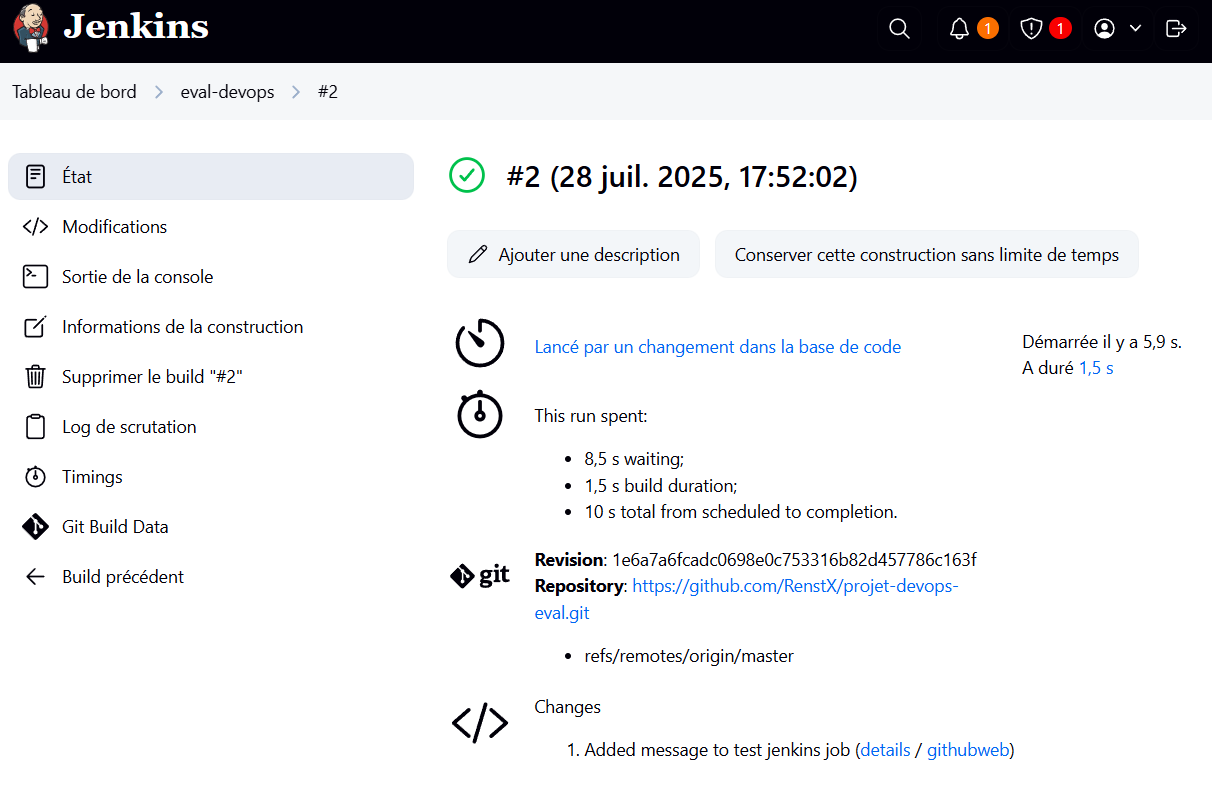 Jenkins
1
1
Tableau de bord > eval-devops > #2
État
Modifications
Sortie de la console
Informations de la construction
Supprimer le build "#2"
Log de scrutation
Timings
Git Build Data
Build précédent
#2 (28 juil. 2025, 17:52:02)
Ajouter une description
Conserver cette construction sans limite de temps
Lancé par un changement dans la base de code
Démarrée il y a 5,9 s.
A duré 1,5 s
This run spent:
• 8,5 s waiting;
• 1,5 s build duration;
• 10 s total from scheduled to completion.
git
Revision: 1e6a7a6fcadc0698e0c753316b82d457786c163f
Repository: https://github.com/RenstX/projet-devops-
eval.git
• refs/remotes/origin/master
Changes
1. Added message to test jenkins job (details / githubweb)